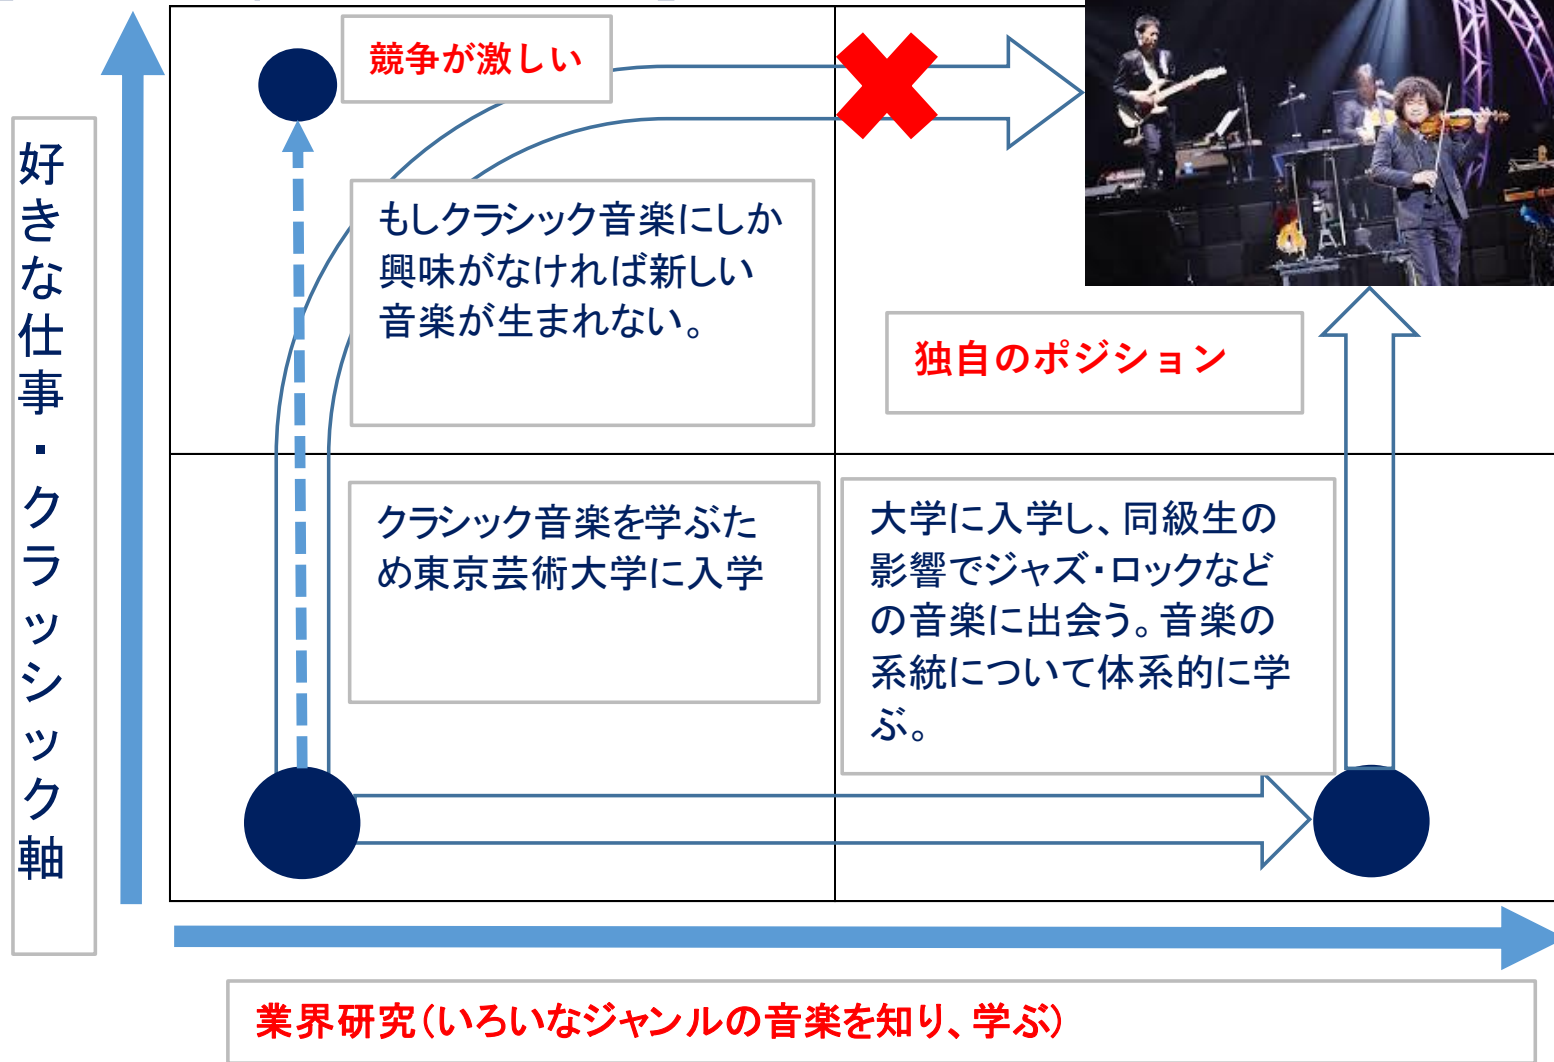 競争が激しい
もしクラシック音楽にしか
興味がなければ新しい
音楽が生まれない。
独自のポジション
好きな仕事・クラッシック軸
クラシック音楽を学ぶた
め東京芸術大学に入学
大学に入学し、同級生の
影響でジャズ・ロックなど
の音楽に出会う。音楽の
系統について体系的に学
ぶ。
業界研究(いろいなジャンルの音楽を知り、学ぶ)